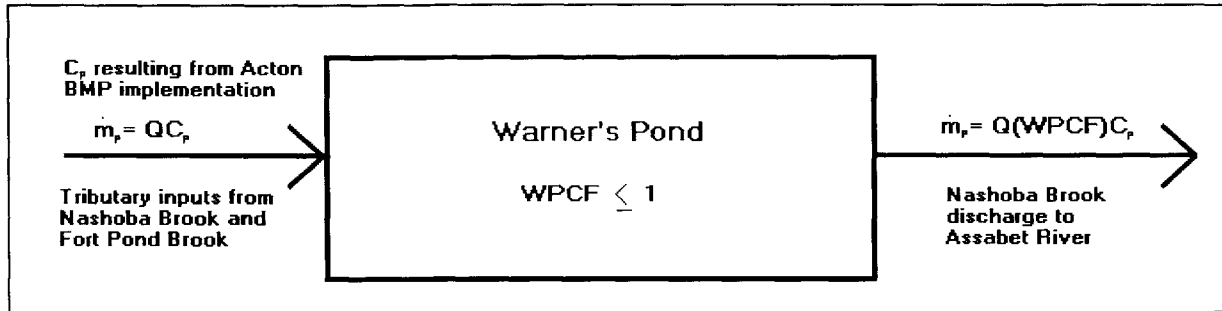 Cₚ resulting from Acton
BMP implementation
ṁₚ= QCₚ
Tributary inputs from
Nashoba Brook and
Fort Pond Brook
Warner's Pond
WPCF ≤ 1
ṁₚ= Q(WPCF)Cₚ
Nashoba Brook
discharge to
Assabet River